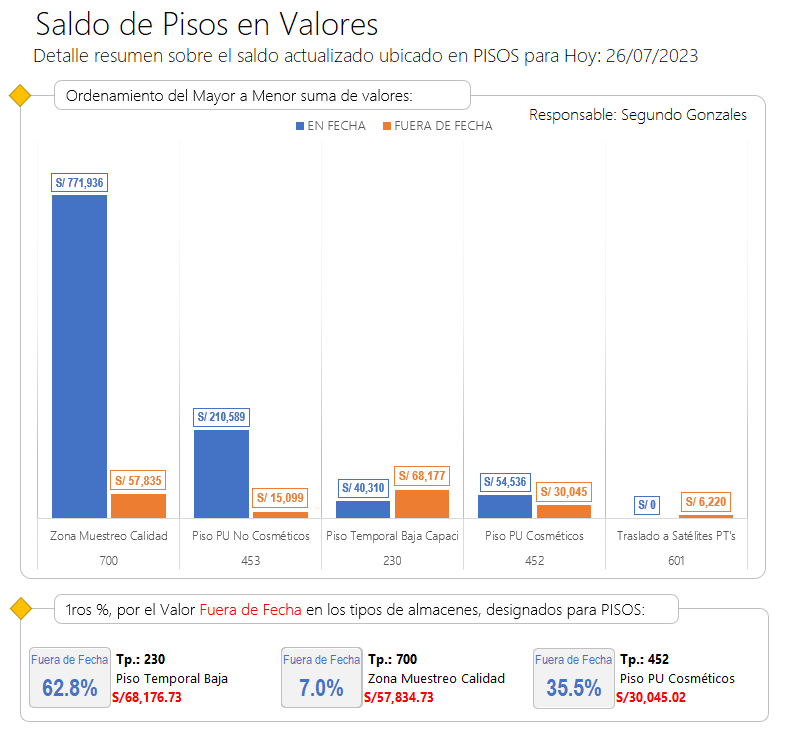 Saldo de Pisos en Valores
Detalle resumen sobre el saldo actualizado ubicado en PISOS para Hoy: 26/07/2023
Ordenamiento del Mayor a Menor suma de valores:
Responsable: Segundo Gonzales
EN FECHA FUERA DE FECHA
S/ 771,936
S/ 57,835
S/ 210,589
S/ 15,099
S/ 40,310
S/ 68,177
S/ 54,536
S/ 30,045
S/ 0
S/ 6,220
Zona Muestreo Calidad
700
Piso PU No Cosméticos
453
Piso Temporal Baja Capaci
230
Piso PU Cosméticos
452
Traslado a Satélites PT's
601
1ros %, por el Valor Fuera de Fecha en los tipos de almacenes, designados para PISOS:
Fuera de Fecha
62.8%
Tp.: 230
Piso Temporal Baja
S/68,176.73
Fuera de Fecha
7.0%
Tp.: 700
Zona Muestreo Calidad
S/57,834.73
Fuera de Fecha
35.5%
Tp.: 452
Piso PU Cosméticos
S/30,045.02